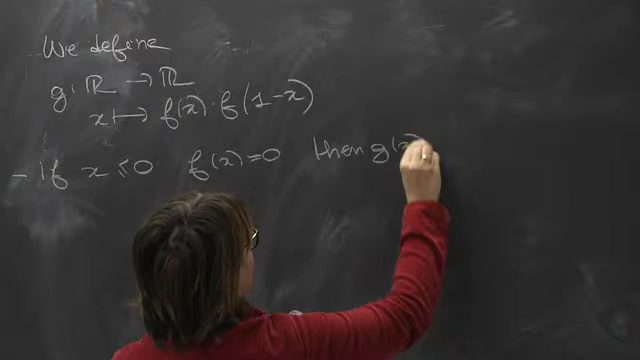 We define
g: ℝ → ℝ
x ↦ f(x) · f(1-x)
- if x ≤ 0 f(x) = 0 then g(x)